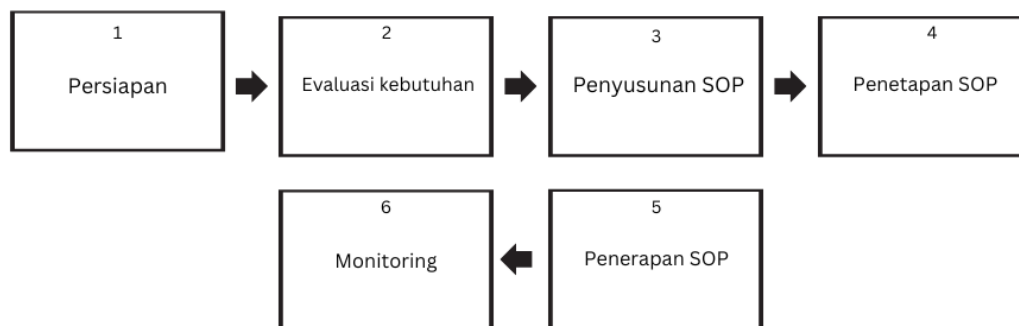 1
Persiapan
2
Evaluasi kebutuhan
3
Penyusunan SOP
4
Penetapan SOP
5
Penerapan SOP
6
Monitoring